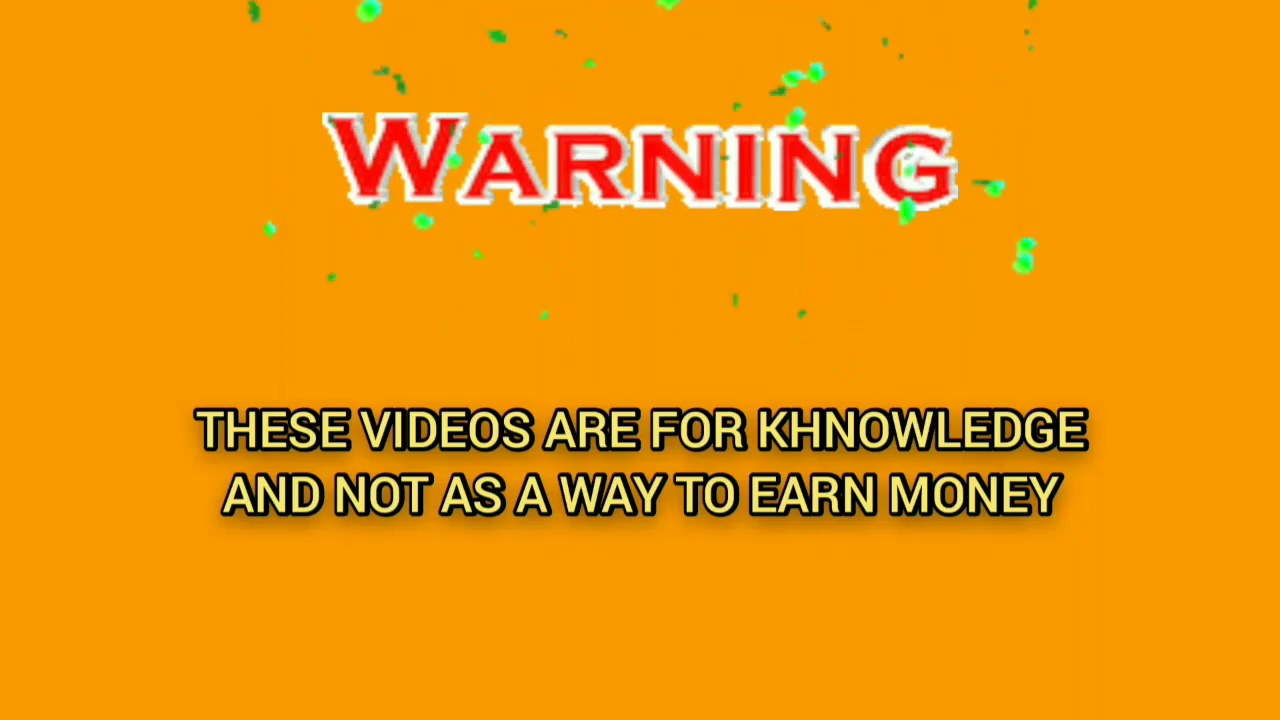 WARNING
THESE VIDEOS ARE FOR KHNOWLEDGE
AND NOT AS A WAY TO EARN MONEY